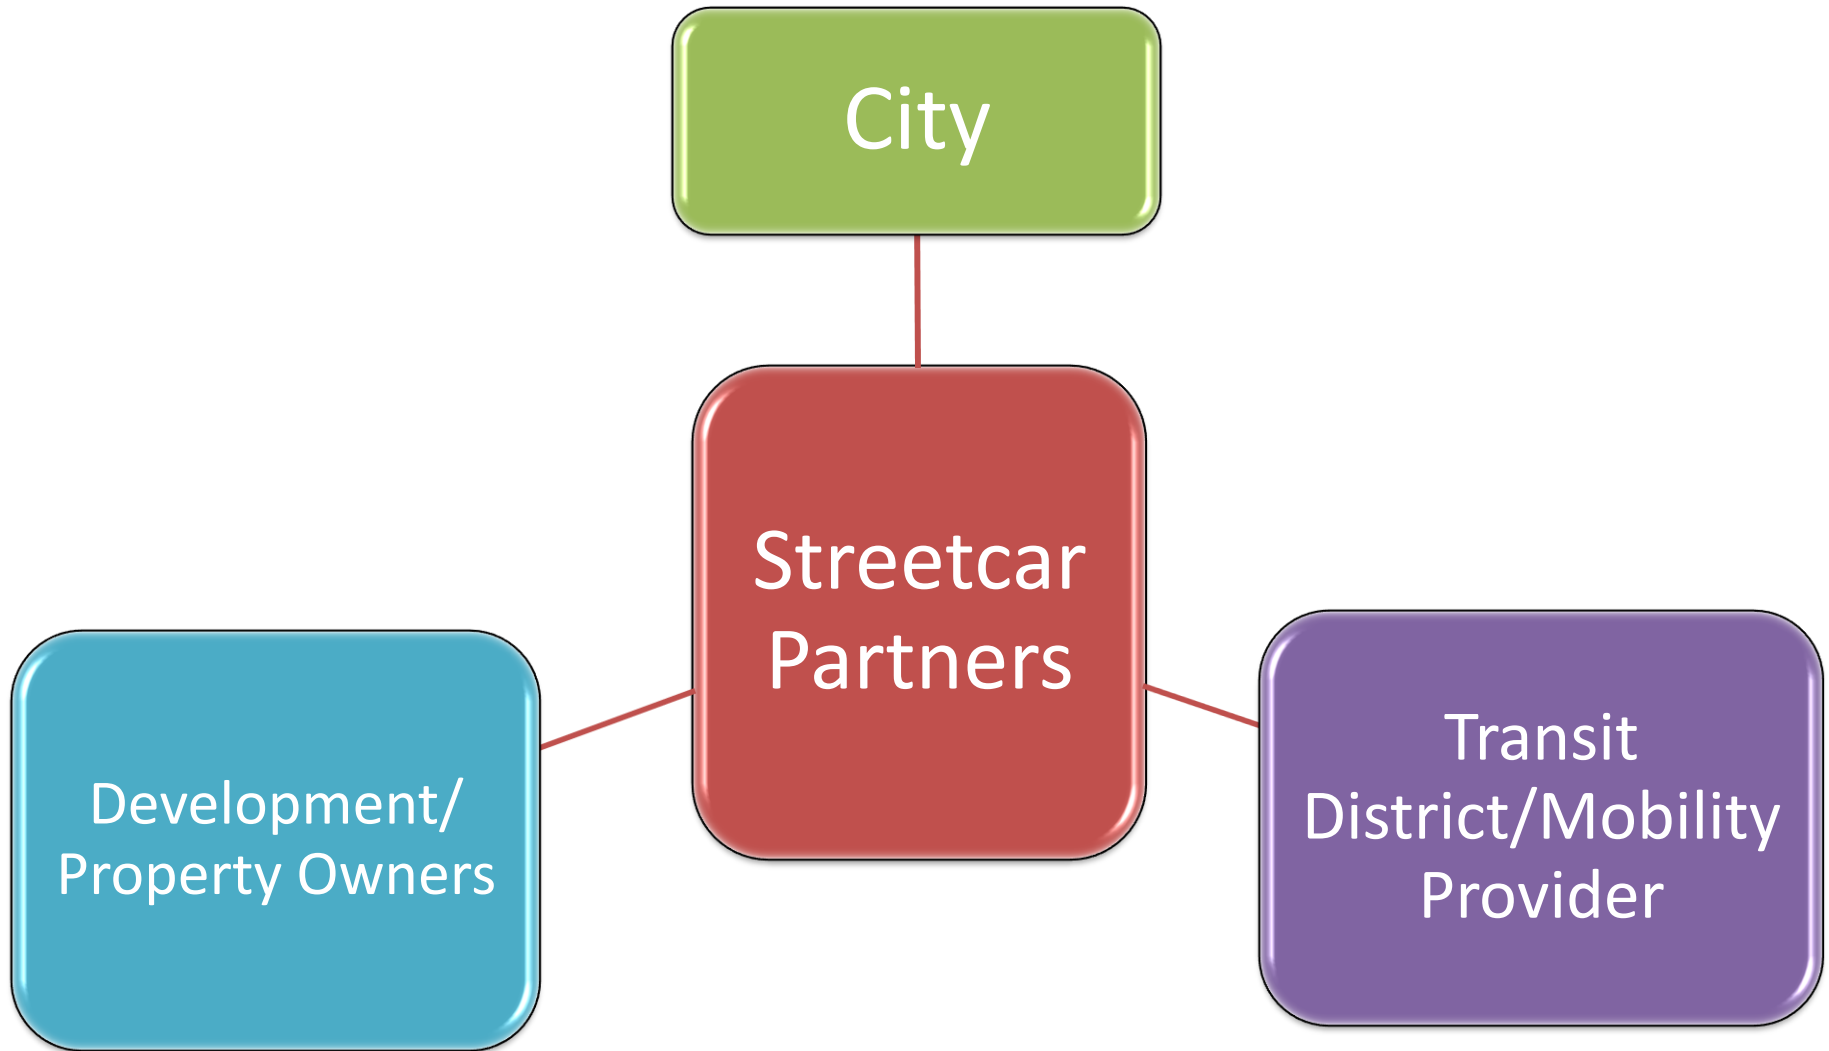 City
Streetcar
Partners
Development/
Property Owners
Transit
District/Mobility
Provider